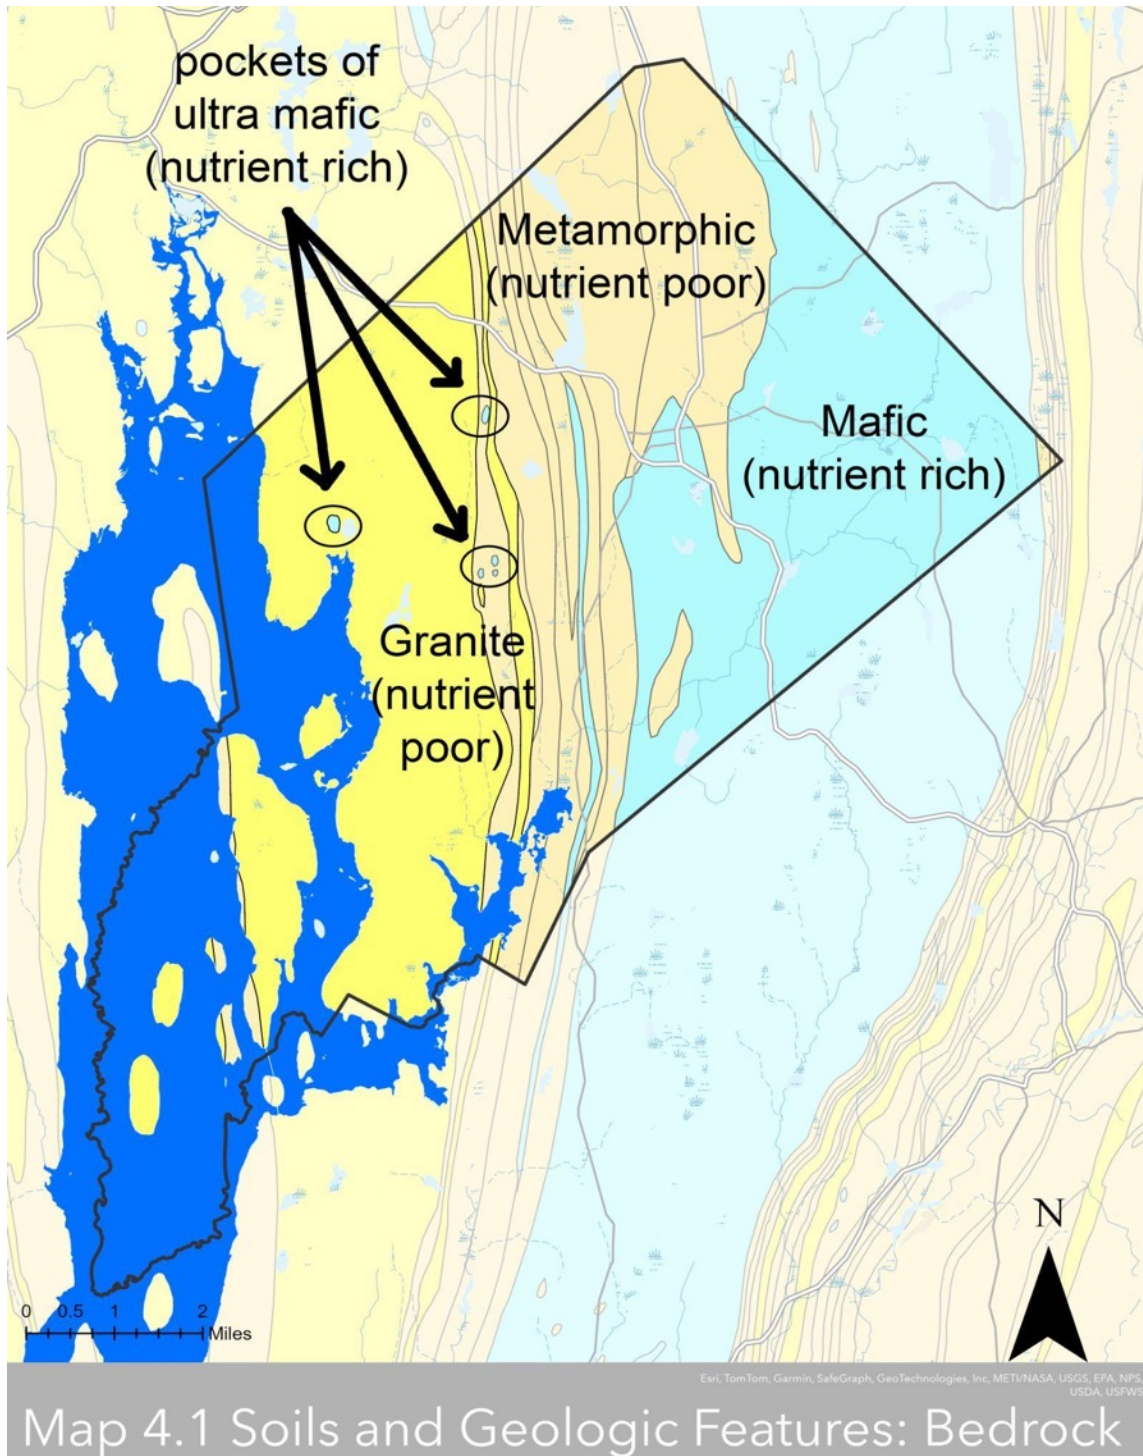 pockets of
ultra mafic
(nutrient rich)
Metamorphic
(nutrient poor)
Mafic
(nutrient rich)
Granite
(nutrient
poor)
N
0 0.5 1 2
Miles
Esri, TomTom, Garmin, SafeGraph, GeoTechnologies, Inc, METI/NASA, USGS, EPA, NPS,
USDA, USFWS
Map 4.1 Soils and Geologic Features: Bedrock